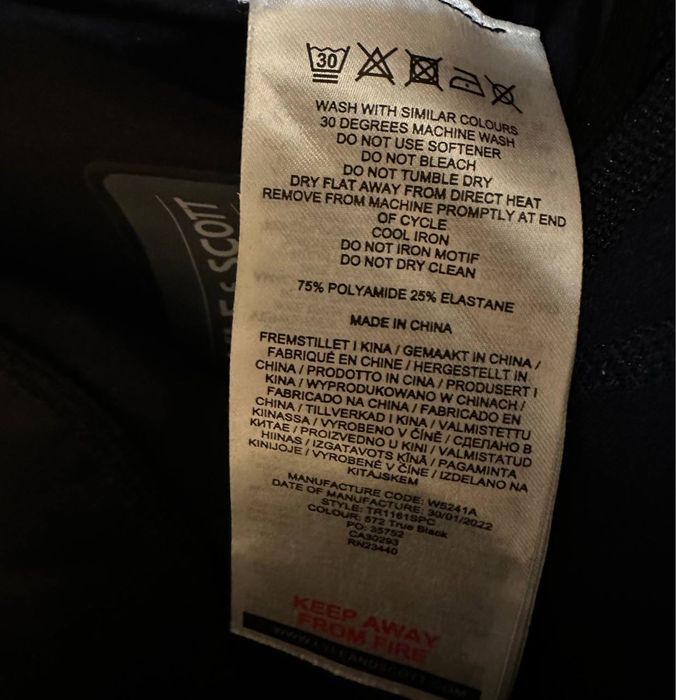 30
WASH WITH SIMILAR COLOURS
30 DEGREES MACHINE WASH
DO NOT USE SOFTENER
DO NOT BLEACH
DO NOT TUMBLE DRY
DRY FLAT AWAY FROM DIRECT HEAT
REMOVE FROM MACHINE PROMPTLY AT END
OF CYCLE
COOL IRON
DO NOT IRON MOTIF
DO NOT DRY CLEAN
75% POLYAMIDE 25% ELASTANE
MADE IN CHINA
FREMSTILLET I KINA / GEMAAKT IN CHINA /
FABRIQUÉ EN CHINE / HERGESTELLT IN
CHINA / PRODOTTO IN CINA / PRODUSERT I
KINA / WYPRODUKOWANO W CHINACH /
FABRICADO NA CHINA / FABRICADO EN
CHINA / TILLVERKAD I KINA / VALMISTETTU
KIINASSA / VYROBENO V ČÍNĚ / СДЕЛАНО В
КИТАЕ / PROIZVEDNO U KINI / VALMISTATUD
HIINAS / IZGATAVOTS ĶĪNĀ / PAGAMINTA
KINIJOJE / VYROBENÉ V ČÍNE / IZDELANO NA
KITAJSKEM
MANUFACTURE CODE: W5241A
DATE OF MANUFACTURE: 30/01/2022
STYLE: TR1161SPC
COLOUR: 572 True Black
PO: 35752
CA30293
RN23440
KEEP AWAY
FROM FIRE
WWW.LYLEANDSCOTT.COM
SCOTT